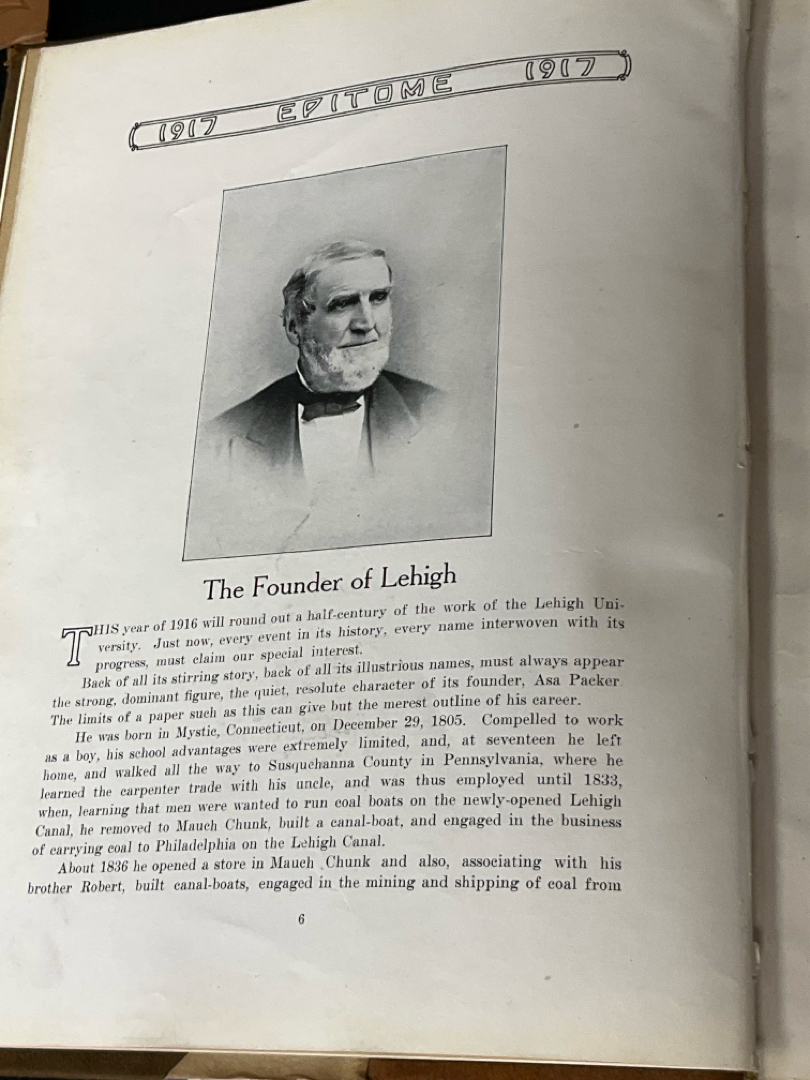 1917 EPITOME 1917
The Founder of Lehigh
THIS year of 1916 will round out a half-century of the work of the Lehigh Uni-
versity. Just now, every event in its history, every name interwoven with its
progress, must claim our special interest.
Back of all its stirring story, back of all its illustrious names, must always appear
the strong, dominant figure, the quiet, resolute character of its founder, Asa Packer
The limits of a paper such as this can give but the merest outline of his career.
He was born in Mystic, Connecticut, on December 29, 1805. Compelled to work
as a boy, his school advantages were extremely limited, and, at seventeen he left
home, and walked all the way to Susquehanna County in Pennsylvania, where he
learned the carpenter trade with his uncle, and was thus employed until 1833,
when, learning that men were wanted to run coal boats on the newly-opened Lehigh
Canal, he removed to Mauch Chunk, built a canal-boat, and engaged in the business
of carrying coal to Philadelphia on the Lehigh Canal.
About 1836 he opened a store in Mauch Chunk and also, associating with his
brother Robert, built canal-boats, engaged in the mining and shipping of coal from
6